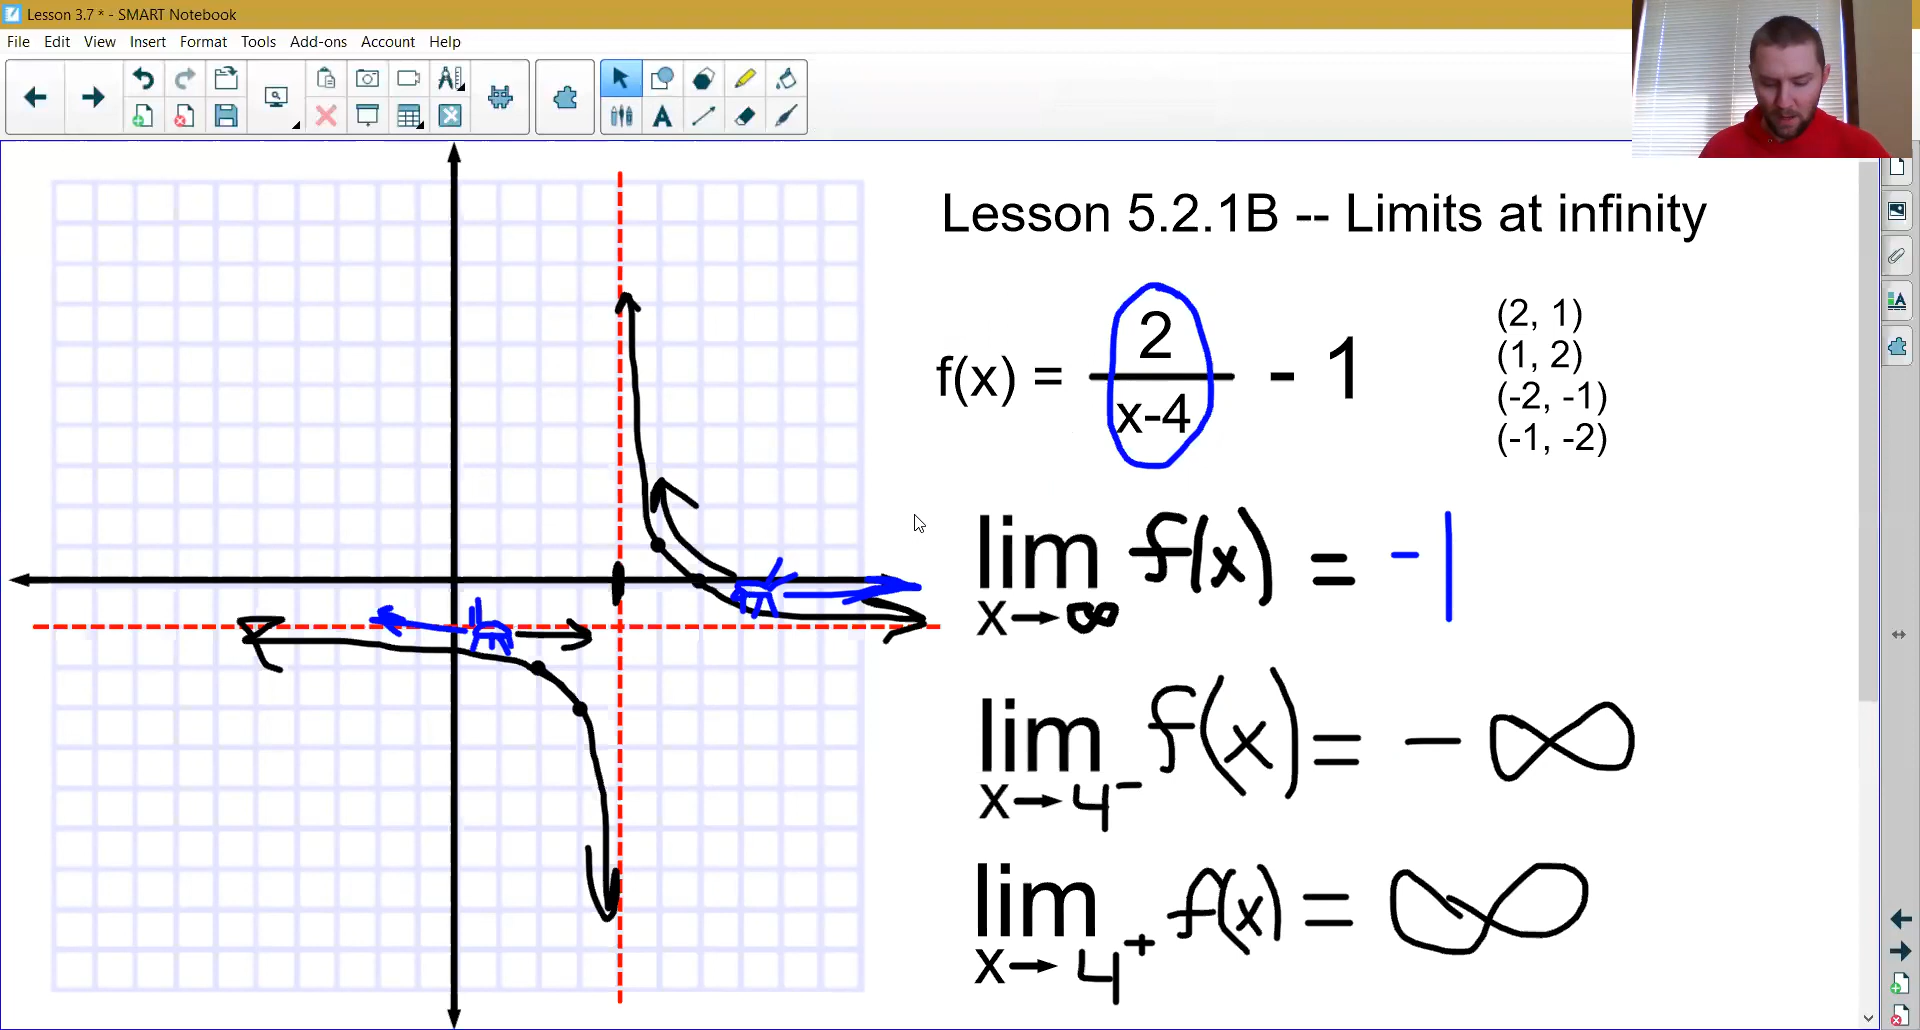 Lesson 3.7 * - SMART Notebook
File Edit View Insert Format Tools Add-ons Account Help
Lesson 5.2.1B -- Limits at infinity
f(x) = 2/(x-4) - 1
(2, 1)
(1, 2)
(-2, -1)
(-1, -2)
lim f(x) = -1
x→∞
lim f(x) = -∞
x→4⁻
lim f(x) = ∞
x→4⁺